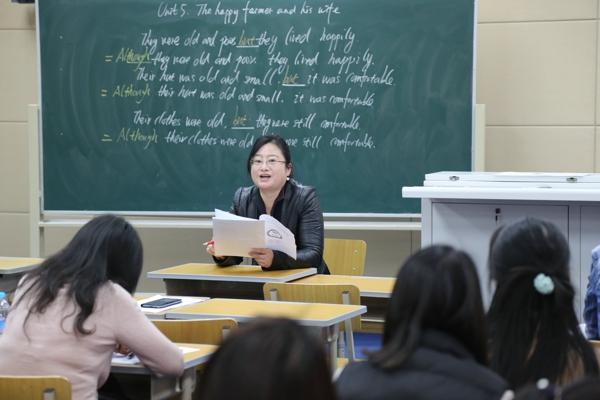 Unit 5. The happy farmer and his wife
They were old and poor but they lived happily
= Although they were old and poor. they lived happily.
Their hut was old and small, but it was comfortable.
= Although their hut was old and small. it was comfortable
Their clothes were old. but they were still comfortable.
= Although their clothes were old were still comfortable.